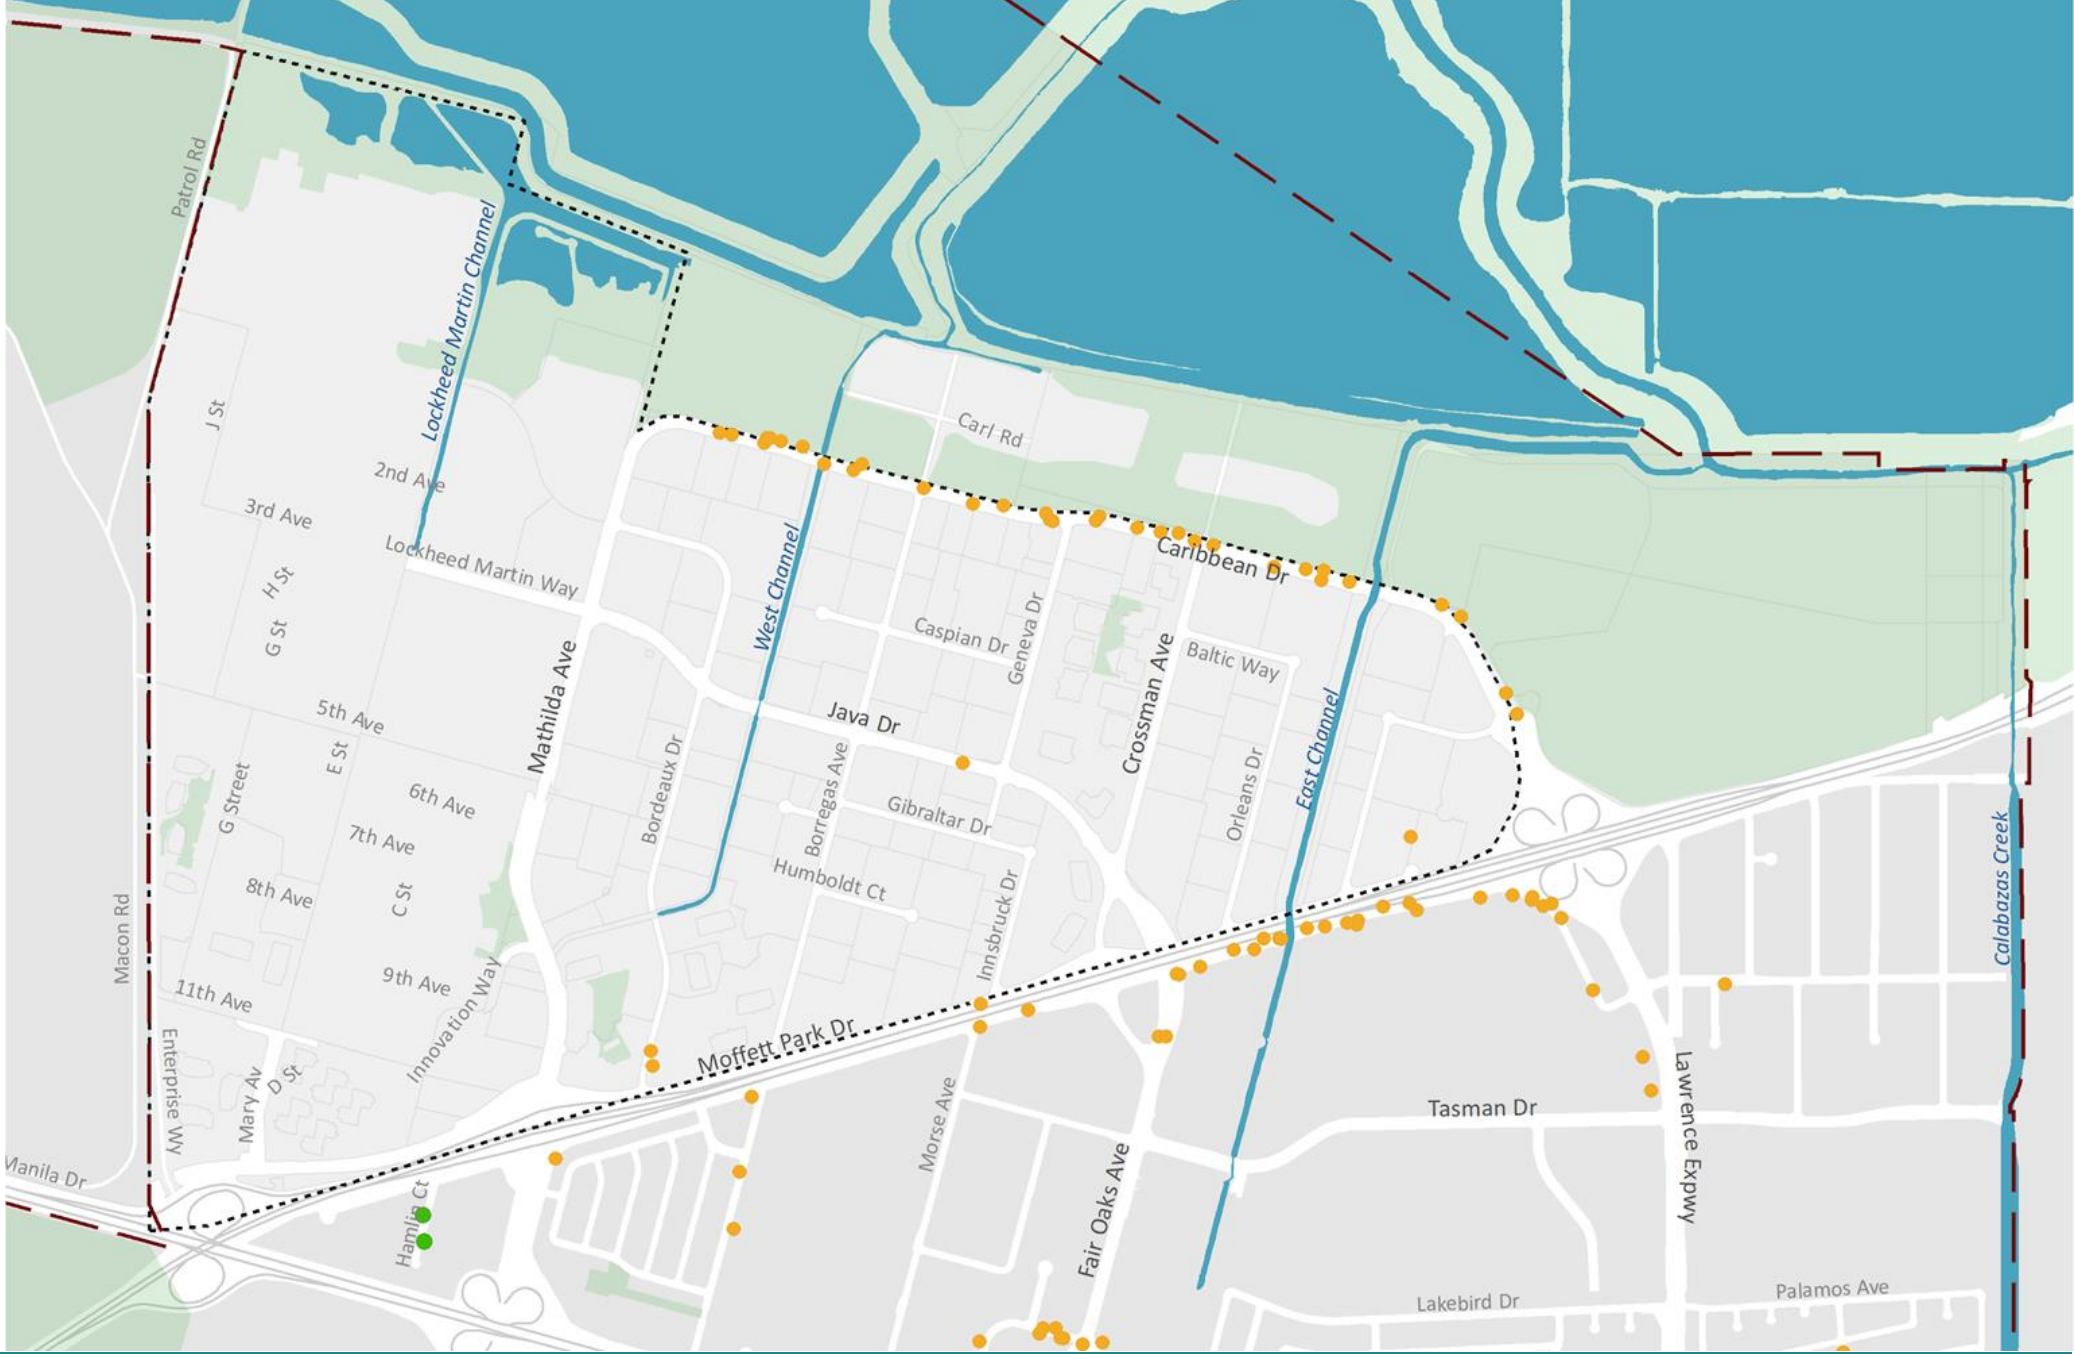 Patrol Rd
Lockheed Martin Channel
J St
Carl Rd
2nd Ave
3rd Ave
Lockheed Martin Way
Caribbean Dr
H St
G St
West Channel
Caspian Dr
Geneva Dr
Baltic Way
Crossman Ave
Mathilda Ave
5th Ave
E St
Java Dr
East Channel
G Street
6th Ave
Bordeaux Dr
Borregas Ave
Gibraltar Dr
Orleans Dr
7th Ave
8th Ave
C St
Humboldt Ct
Innsbruck Dr
Calabazas Creek
Macon Rd
9th Ave
11th Ave
Innovation Way
Moffett Park Dr
Enterprise Wy
Mary Av
D St
Morse Ave
Tasman Dr
Lawrence Expwy
Manila Dr
Hamlin Ct
Fair Oaks Ave
Lakebird Dr
Palamos Ave